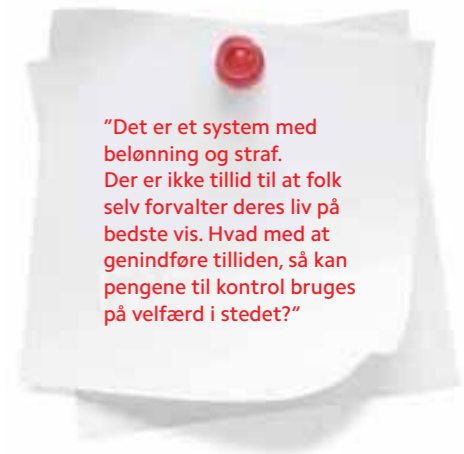 "Det er et system med
belønning og straf.
Der er ikke tillid til at folk
selv forvalter deres liv på
bedste vis. Hvad med at
genindføre tilliden, så kan
pengene til kontrol bruges
på velfærd i stedet?"